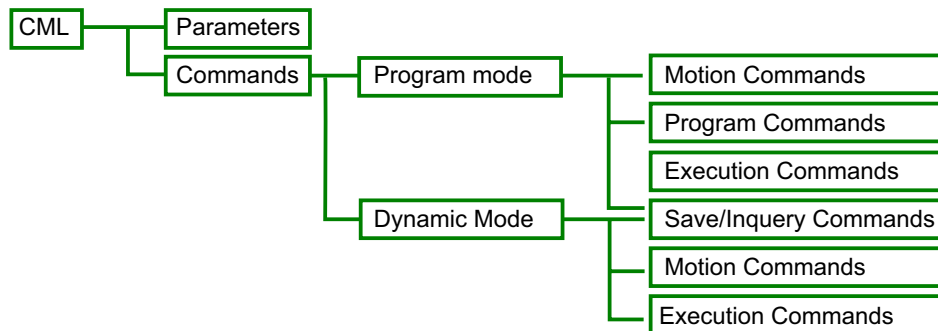 CML
Parameters
Commands
Program mode
Motion Commands
Program Commands
Execution Commands
Dynamic Mode
Save/Inquery Commands
Motion Commands
Execution Commands